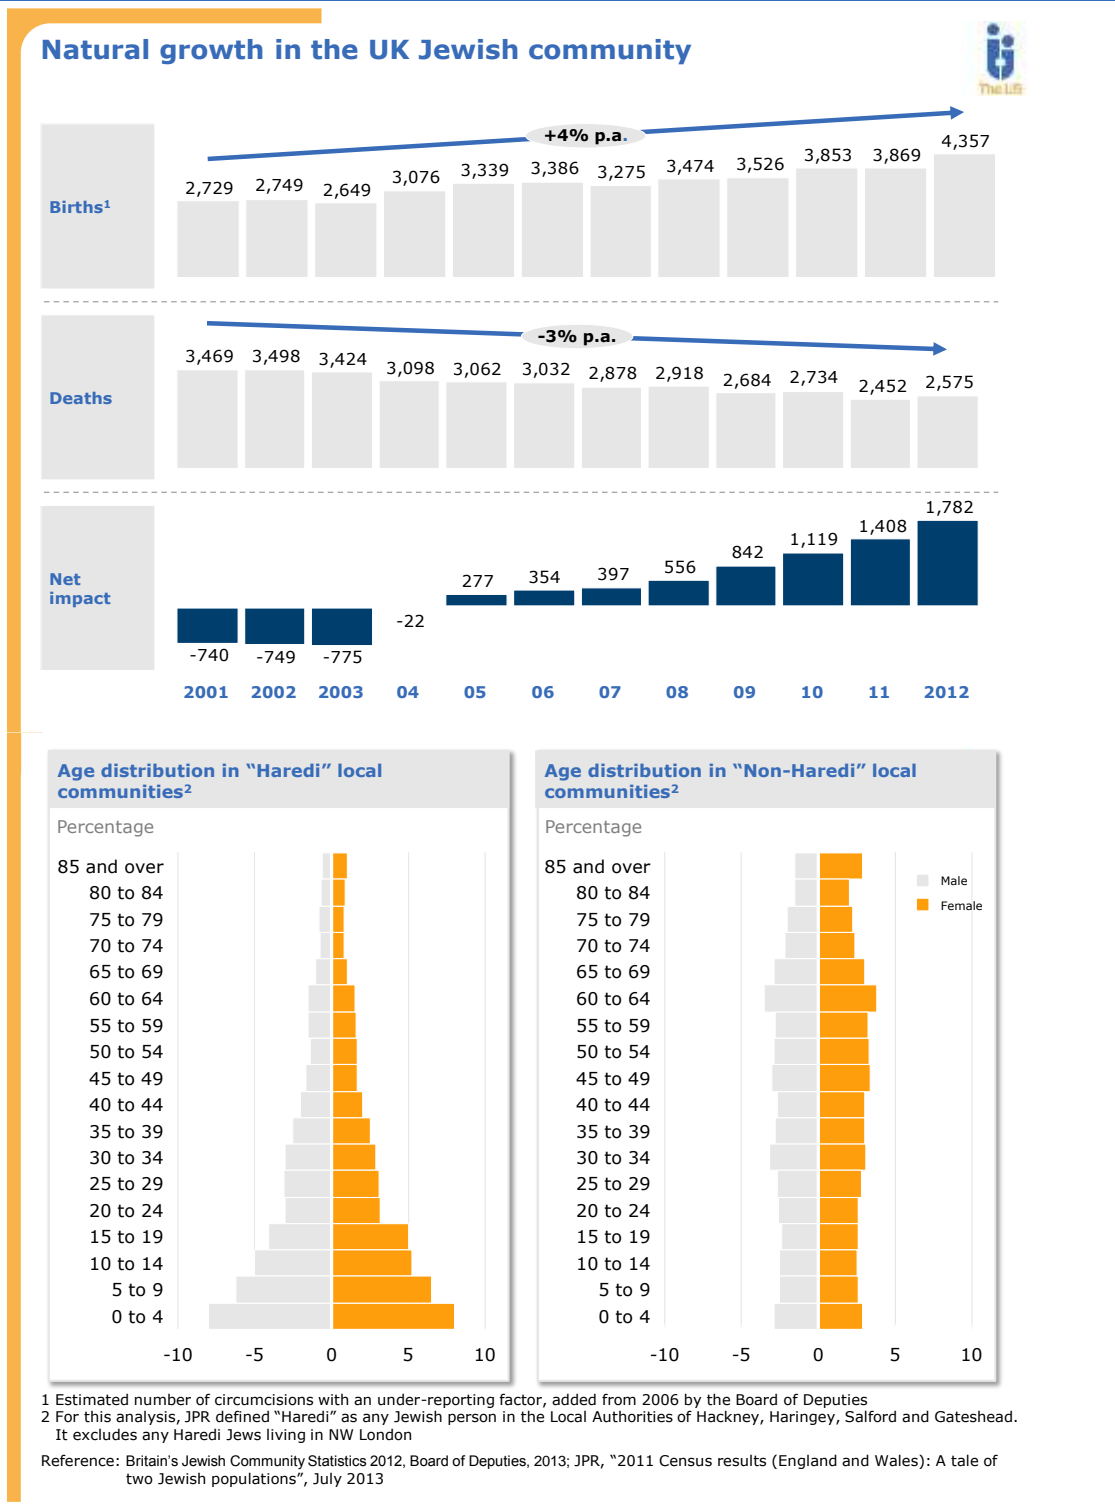 Natural growth in the UK Jewish community
The US
+4% p.a.
Births1
2,729 2,749 2,649 3,076 3,339 3,386 3,275 3,474 3,526 3,853 3,869 4,357
-3% p.a.
Deaths
3,469 3,498 3,424 3,098 3,062 3,032 2,878 2,918 2,684 2,734 2,452 2,575
Net
impact
-740 -749 -775 -22 277 354 397 556 842 1,119 1,408 1,782
2001 2002 2003 04 05 06 07 08 09 10 11 2012
Age distribution in “Haredi” local
communities2
Percentage
85 and over
80 to 84
75 to 79
70 to 74
65 to 69
60 to 64
55 to 59
50 to 54
45 to 49
40 to 44
35 to 39
30 to 34
25 to 29
20 to 24
15 to 19
10 to 14
5 to 9
0 to 4
-10 -5 0 5 10
Age distribution in “Non-Haredi” local
communities2
Percentage
85 and over
80 to 84
75 to 79
70 to 74
65 to 69
60 to 64
55 to 59
50 to 54
45 to 49
40 to 44
35 to 39
30 to 34
25 to 29
20 to 24
15 to 19
10 to 14
5 to 9
0 to 4
-10 -5 0 5 10
Male
Female
1 Estimated number of circumcisions with an under-reporting factor, added from 2006 by the Board of Deputies
2 For this analysis, JPR defined “Haredi” as any Jewish person in the Local Authorities of Hackney, Haringey, Salford and Gateshead.
It excludes any Haredi Jews living in NW London
Reference: Britain's Jewish Community Statistics 2012, Board of Deputies, 2013; JPR, “2011 Census results (England and Wales): A tale of
two Jewish populations”, July 2013